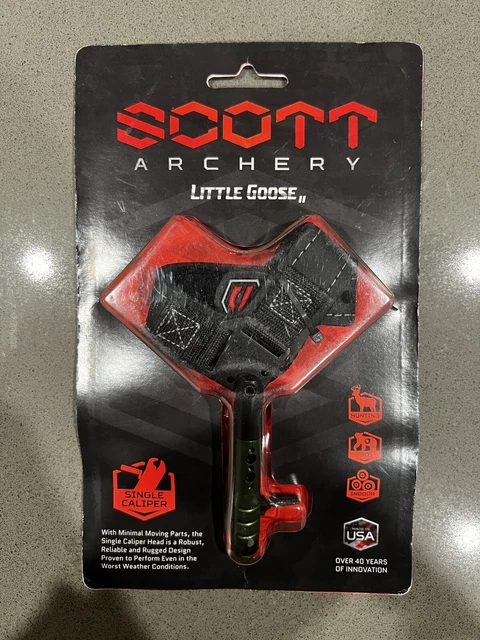 SCOTT
ARCHERY
LITTLE GOOSE II
HUNTING
3D
INDOOR
SINGLE
CALIPER
With Minimal Moving Parts, the
Single Caliper Head is a Robust,
Reliable and Rugged Design
Proven to Perform Even in the
Worst Weather Conditions.
MADE IN
USA
OVER 40 YEARS
OF INNOVATION